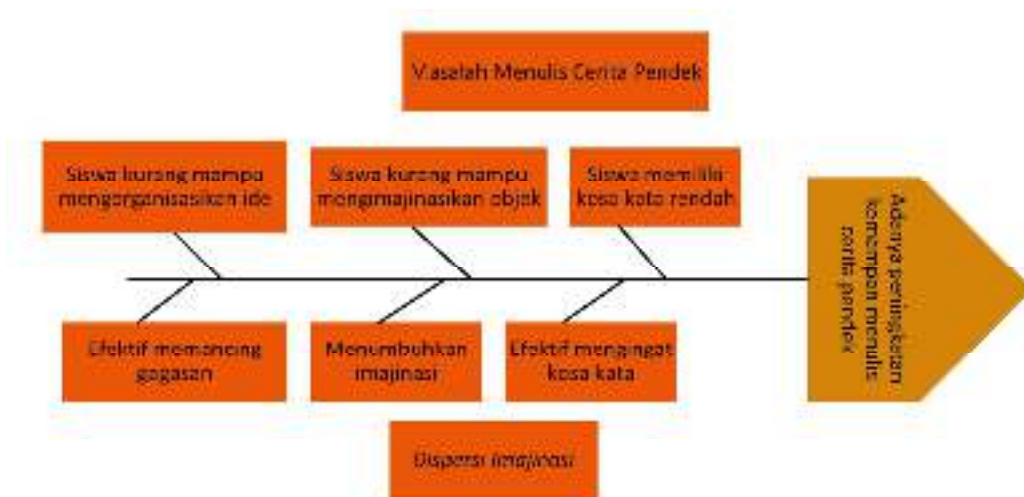 Masalah Menulis Cerita Pendek
Siswa kurang mampu
mengorganisasikan ide
Siswa kurang mampu
mengimajinasikan objek
Siswa memiliki
kosa kata rendah
Adanya peningkatan
kemampan menulis
cerita pendek
Efektif memancing
gagasan
Menumbuhkan
imajinasi
Efektif mengingat
kosa kata
Dispersi Imajinasi